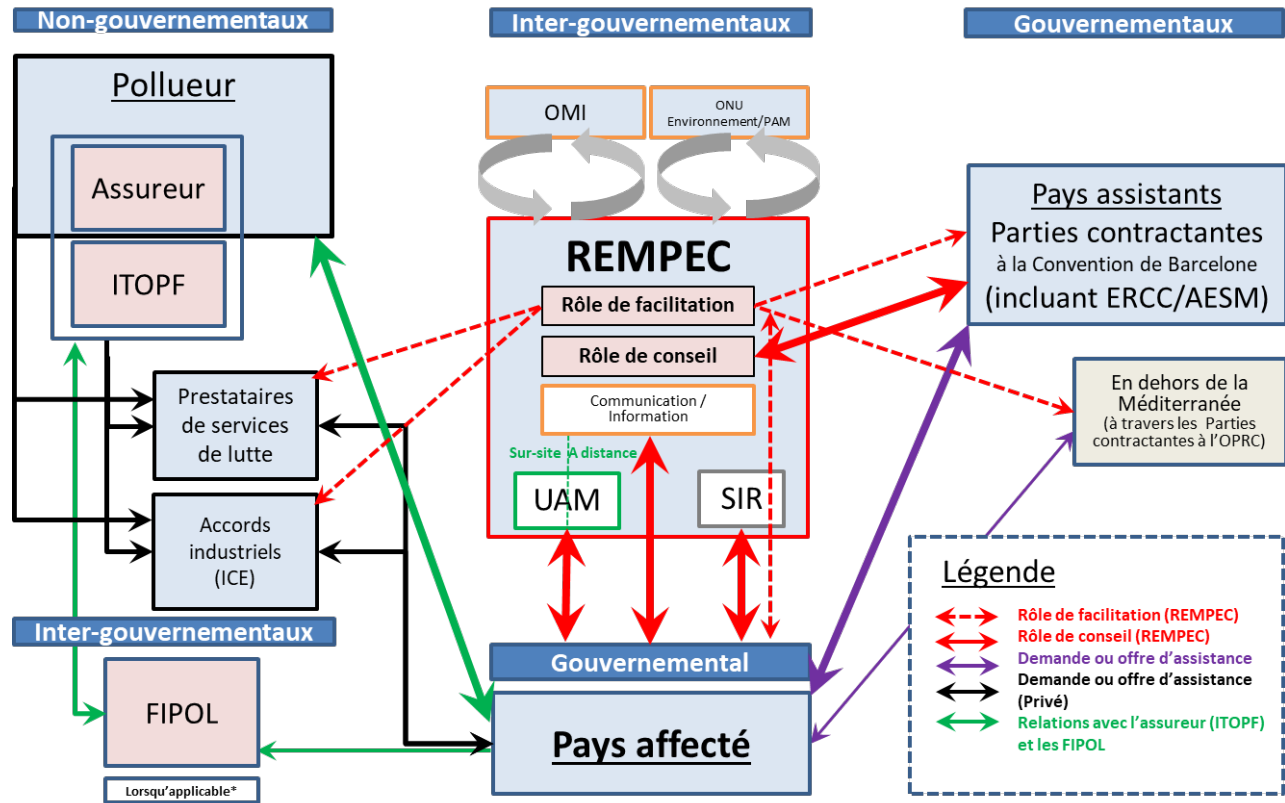 Non-gouvernementaux
Pollueur
Assureur
ITOPF
Prestataires
de services
de lutte
Accords
industriels
(ICE)
Inter-gouvernementaux
FIPOL
Lorsqu'applicable*
Inter-gouvernementaux
OMI
ONU
Environnement/PAM
REMPEC
Rôle de facilitation
Rôle de conseil
Communication /
Information
Sur-site A distance
UAM
SIR
Gouvernemental
Pays affecté
Gouvernementaux
Pays assistants
Parties contractantes
à la Convention de Barcelone
(incluant ERCC/AESM)
En dehors de la
Méditerranée
(à travers les Parties
contractantes à l'OPRC)
Légende
Rôle de facilitation (REMPEC)
Rôle de conseil (REMPEC)
Demande ou offre d'assistance
Demande ou offre d'assistance
(Privé)
Relations avec l'assureur (ITOPF)
et les FIPOL